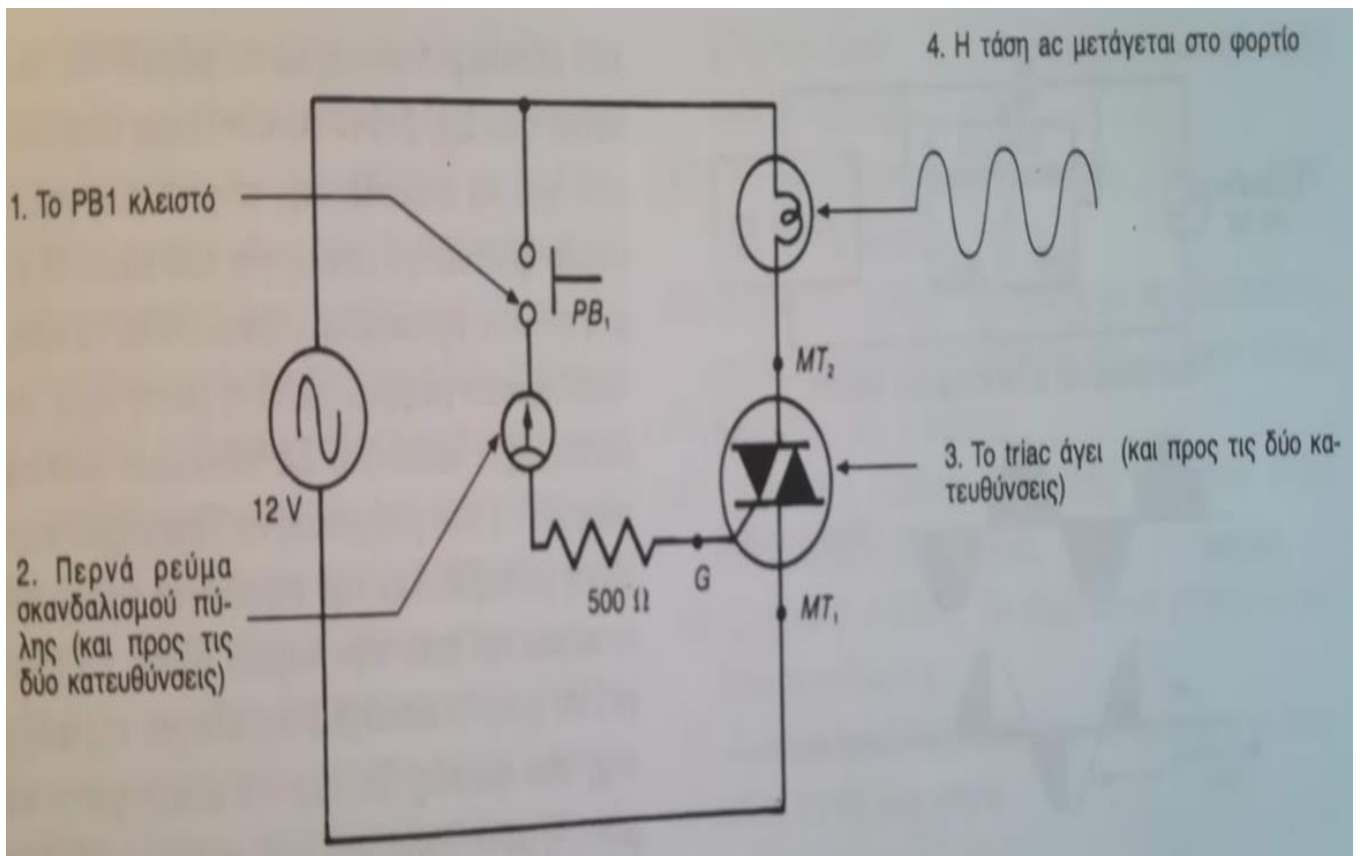 4. Η τάση ac μετάγεται στο φορτίο
1. Το PB1 κλειστό
PB₁
MT₂
3. Το triac άγει (και προς τις δύο κα-
τευθύνσεις)
12 V
2. Περνά ρεύμα
σκανδαλισμού πύ-
λης (και προς τις
δύο κατευθύνσεις)
500 Ω
G
MT₁